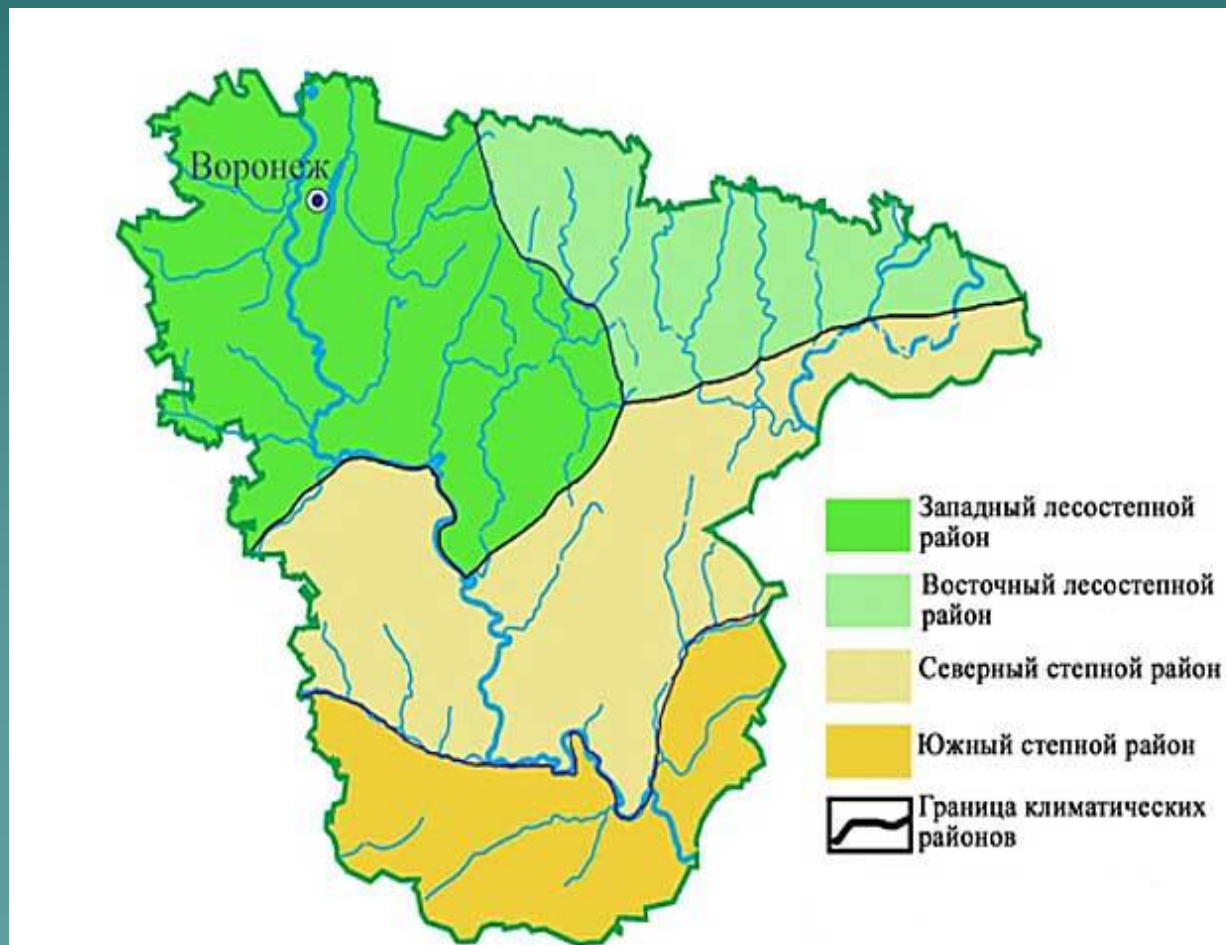 Воронеж
Западный лесостепной
район
Восточный лесостепной
район
Северный степной район
Южный степной район
Граница климатических
районов